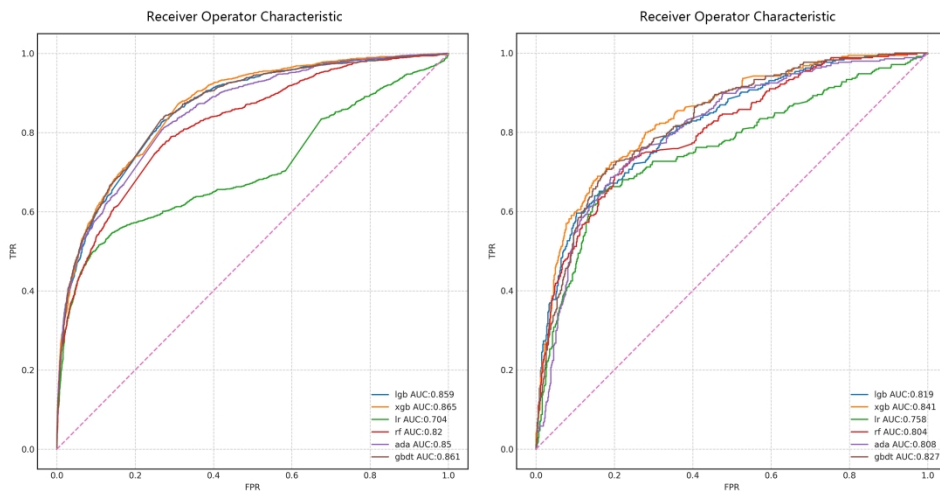 Receiver Operator Characteristic
1.0
0.8
0.6
0.4
0.2
0.0
TPR
0.0 0.2 0.4 0.6 0.8 1.0
FPR
lgb AUC:0.859
xgb AUC:0.865
lr AUC:0.704
rf AUC:0.82
ada AUC:0.85
gbdt AUC:0.861
Receiver Operator Characteristic
1.0
0.8
0.6
0.4
0.2
0.0
TPR
0.0 0.2 0.4 0.6 0.8 1.0
FPR
lgb AUC:0.819
xgb AUC:0.841
lr AUC:0.758
rf AUC:0.804
ada AUC:0.808
gbdt AUC:0.827